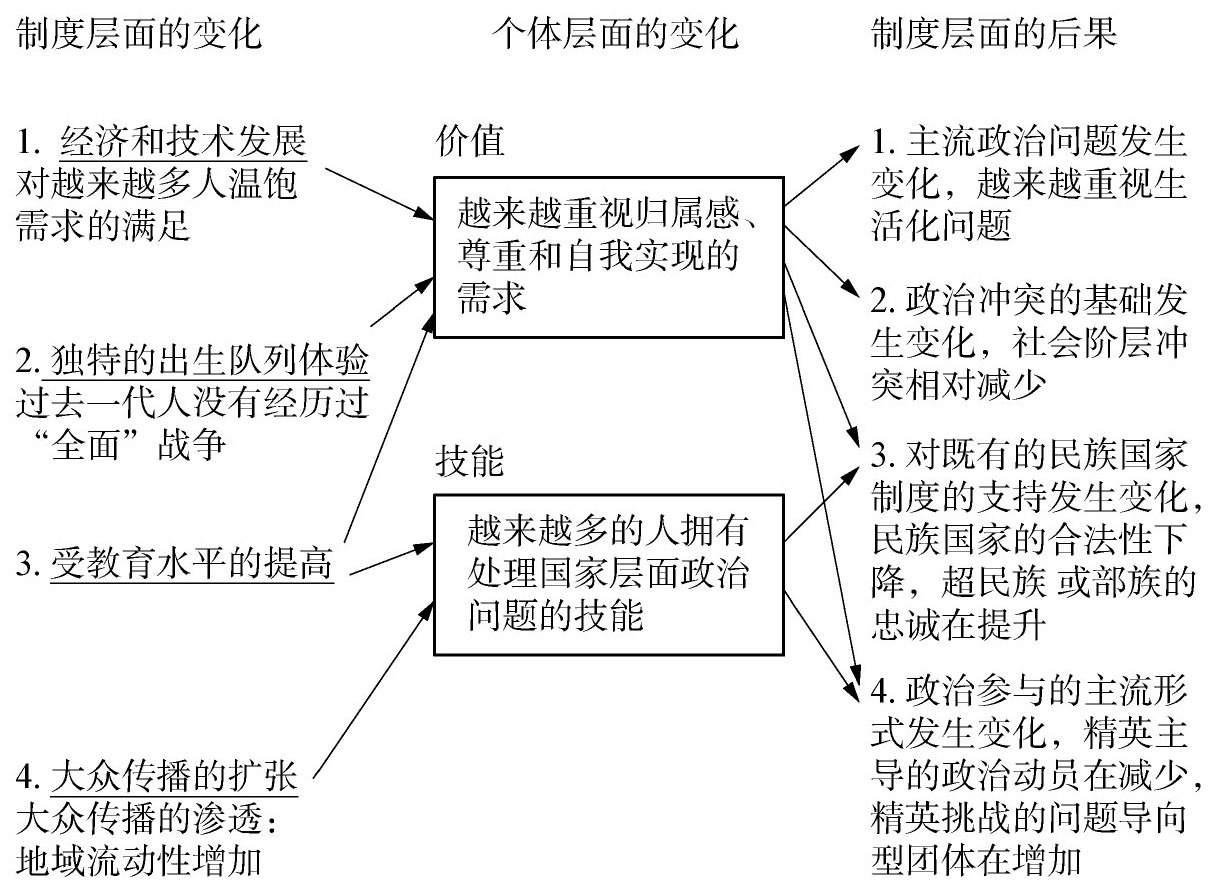 制度层面的变化
个体层面的变化
制度层面的后果
1. 经济和技术发展
对越来越多人温饱
需求的满足
2. 独特的出生队列体验
过去一代人没有经历过
“全面”战争
3. 受教育水平的提高
4. 大众传播的扩张
大众传播的渗透：
地域流动性增加
价值
越来越重视归属感、
尊重和自我实现的
需求
技能
越来越多的人拥有
处理国家层面政治
问题的技能
1. 主流政治问题发生
变化，越来越重视生
活化问题
2. 政治冲突的基础发
生变化，社会阶层冲
突相对减少
3. 对既有的民族国家
制度的支持发生变化，
民族国家的合法性下
降，超民族 或部族的
忠诚在提升
4. 政治参与的主流形
式发生变化，精英主
导的政治动员在减少，
精英挑战的问题导向
型团体在增加